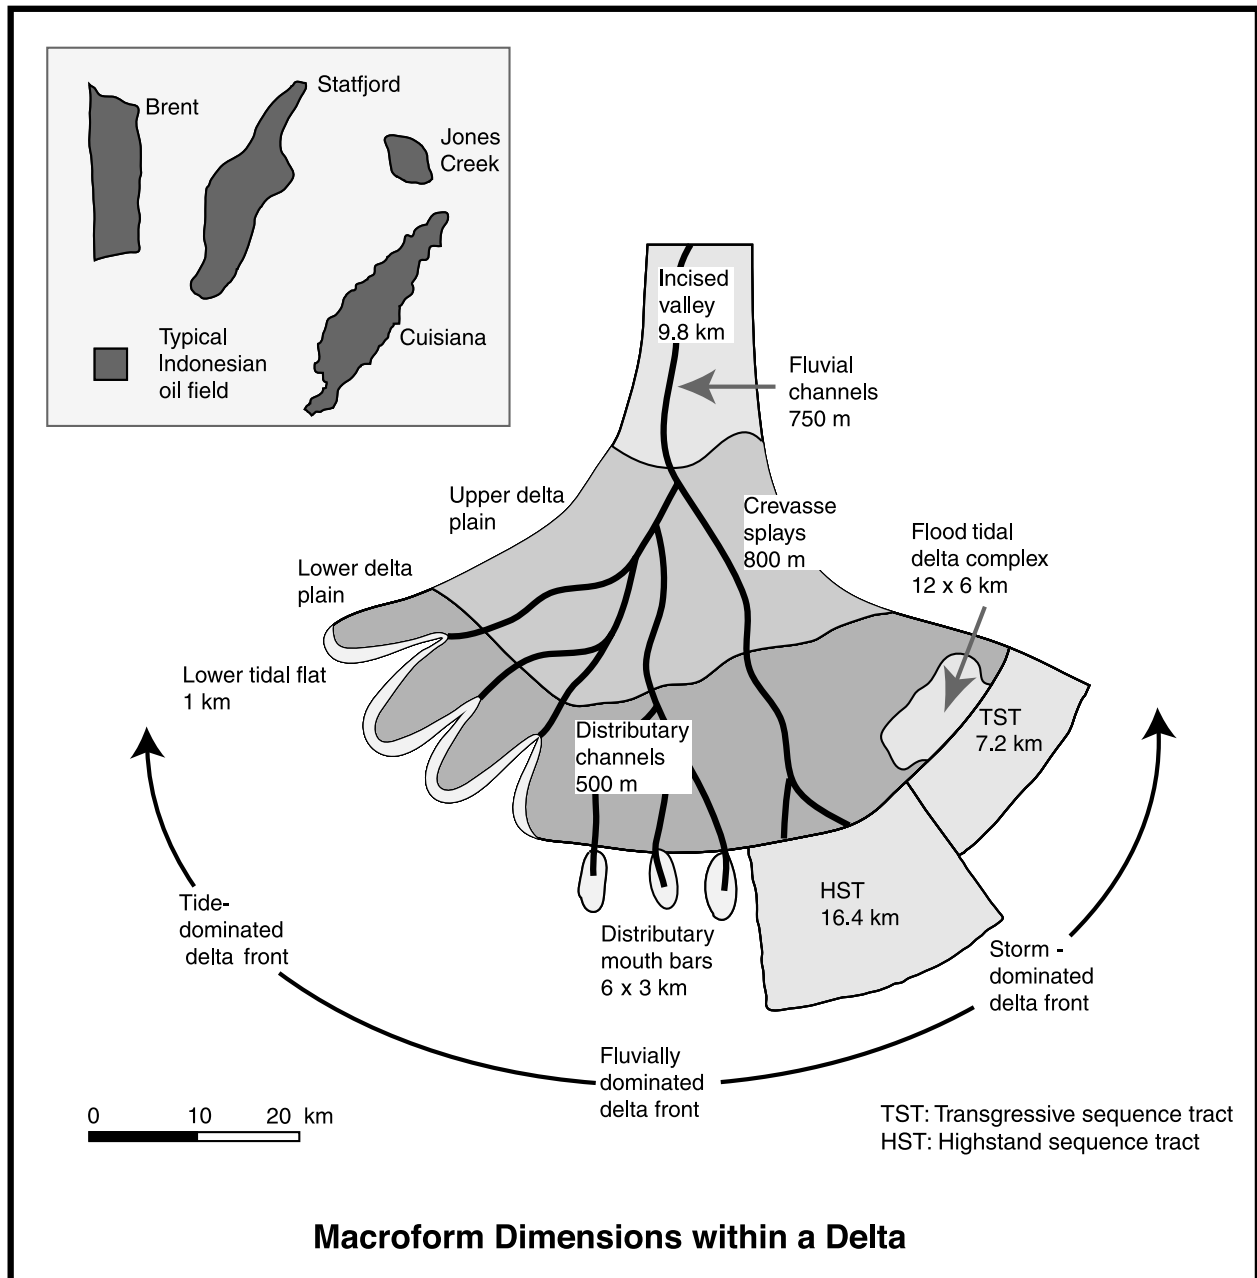 Brent
Statfjord
Jones
Creek
Cuisiana
Typical
Indonesian
oil field
Incised
valley
9.8 km
Fluvial
channels
750 m
Upper delta
plain
Crevasse
splays
800 m
Flood tidal
delta complex
12 x 6 km
Lower delta
plain
Lower tidal flat
1 km
Distributary
channels
500 m
TST
7.2 km
HST
16.4 km
Tide-
dominated
delta front
Distributary
mouth bars
6 x 3 km
Storm -
dominated
delta front
Fluvially
dominated
delta front
0 10 20 km
TST: Transgressive sequence tract
HST: Highstand sequence tract
Macroform Dimensions within a Delta